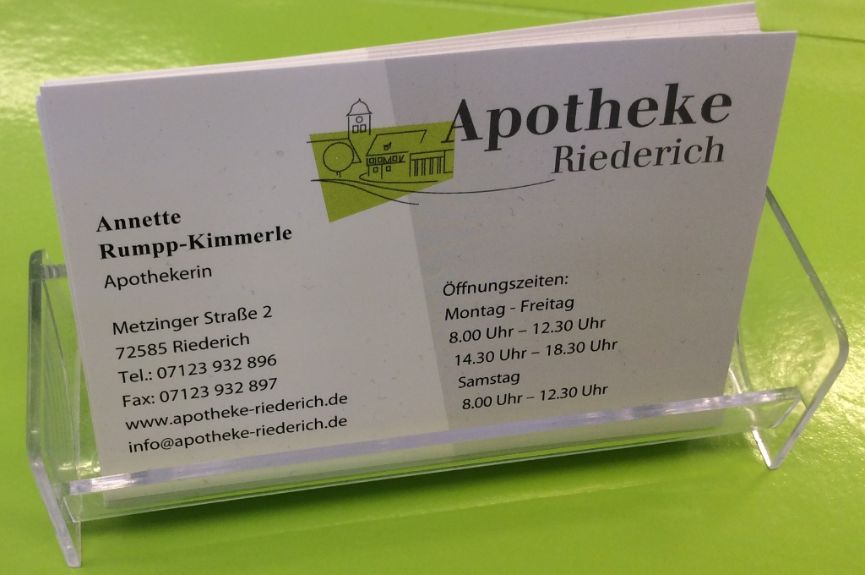 Apotheke
Riederich
Annette
Rumpp-Kimmerle
Apothekerin
Metzinger Straße 2
72585 Riederich
Tel.: 07123 932 896
Fax: 07123 932 897
www.apotheke-riederich.de
info@apotheke-riederich.de
Öffnungszeiten:
Montag - Freitag
8.00 Uhr – 12.30 Uhr
14.30 Uhr – 18.30 Uhr
Samstag
8.00 Uhr – 12.30 Uhr